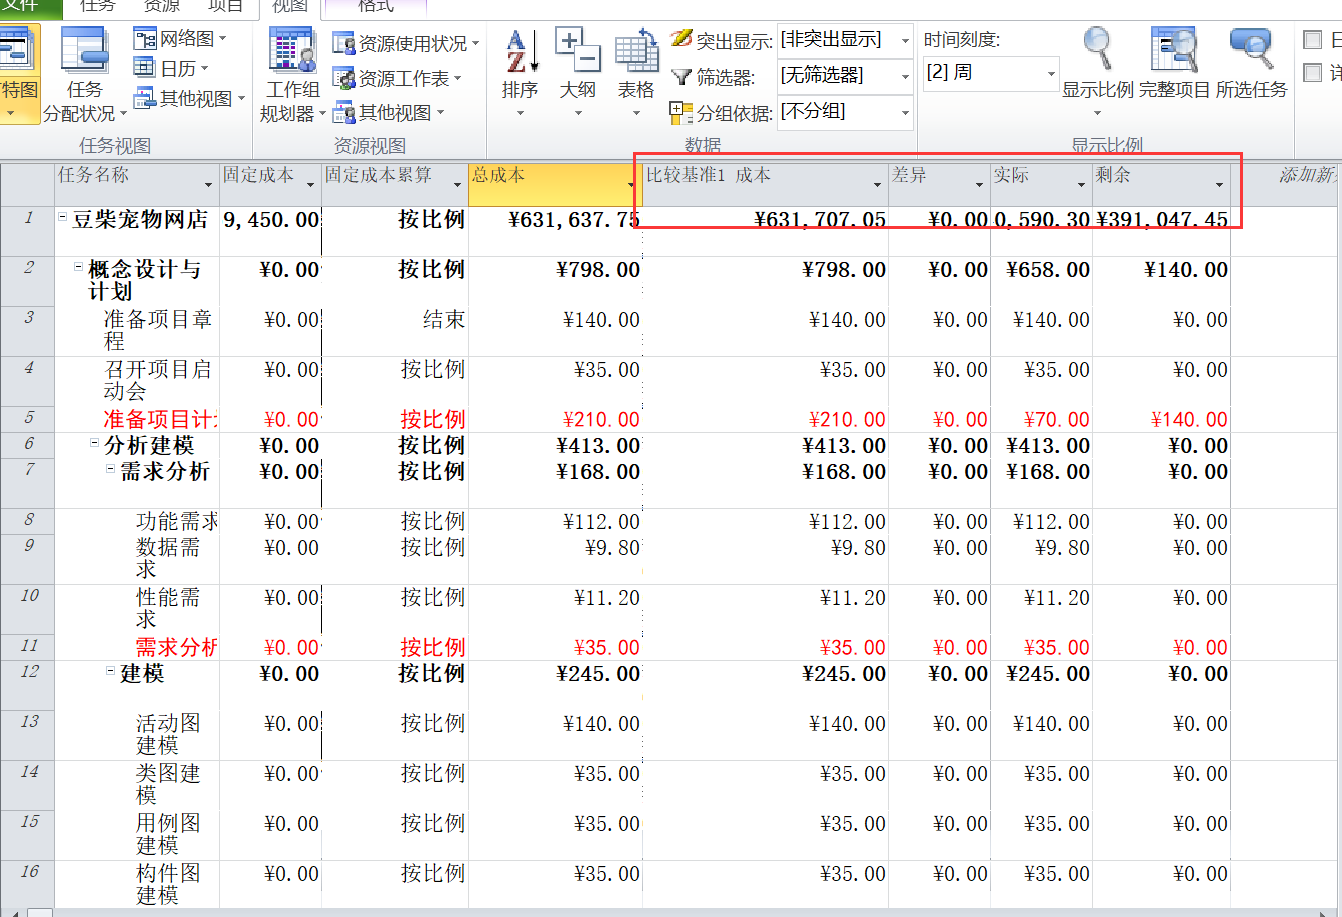 文件 任务 资源 项目 视图 格式
特图
任务
分配状况
网络图
日历
其他视图
任务视图
工作组
规划器
资源使用状况
资源工作表
其他视图
资源视图
排序
大纲
表格
突出显示: [非突出显示]
筛选器: [无筛选器]
分组依据: [不分组]
数据
时间刻度:
[2] 周
显示比例 完整项目 所选任务
显示比例
任务名称 固定成本 固定成本累算 总成本 比较基准1 成本 差异 实际 剩余 添加新
1 豆柴宠物网店 9,450.00 按比例 ¥631,637.75 ¥631,707.05 ¥0.00 0,590.30 ¥391,047.45
2 概念设计与 ¥0.00 按比例 ¥798.00 ¥798.00 ¥0.00 ¥658.00 ¥140.00
计划
3 准备项目章 ¥0.00 结束 ¥140.00 ¥140.00 ¥0.00 ¥140.00 ¥0.00
程
4 召开项目启 ¥0.00 按比例 ¥35.00 ¥35.00 ¥0.00 ¥35.00 ¥0.00
动会
5 准备项目计 ¥0.00 按比例 ¥210.00 ¥210.00 ¥0.00 ¥70.00 ¥140.00
6 分析建模 ¥0.00 按比例 ¥413.00 ¥413.00 ¥0.00 ¥413.00 ¥0.00
7 需求分析 ¥0.00 按比例 ¥168.00 ¥168.00 ¥0.00 ¥168.00 ¥0.00
8 功能需求 ¥0.00 按比例 ¥112.00 ¥112.00 ¥0.00 ¥112.00 ¥0.00
9 数据需 ¥0.00 按比例 ¥9.80 ¥9.80 ¥0.00 ¥9.80 ¥0.00
求
10 性能需 ¥0.00 按比例 ¥11.20 ¥11.20 ¥0.00 ¥11.20 ¥0.00
求
11 需求分析 ¥0.00 按比例 ¥35.00 ¥35.00 ¥0.00 ¥35.00 ¥0.00
12 建模 ¥0.00 按比例 ¥245.00 ¥245.00 ¥0.00 ¥245.00 ¥0.00
13 活动图 ¥0.00 按比例 ¥140.00 ¥140.00 ¥0.00 ¥140.00 ¥0.00
建模
14 类图建 ¥0.00 按比例 ¥35.00 ¥35.00 ¥0.00 ¥35.00 ¥0.00
模
15 用例图 ¥0.00 按比例 ¥35.00 ¥35.00 ¥0.00 ¥35.00 ¥0.00
建模
16 构件图 ¥0.00 按比例 ¥35.00 ¥35.00 ¥0.00 ¥35.00 ¥0.00
建模